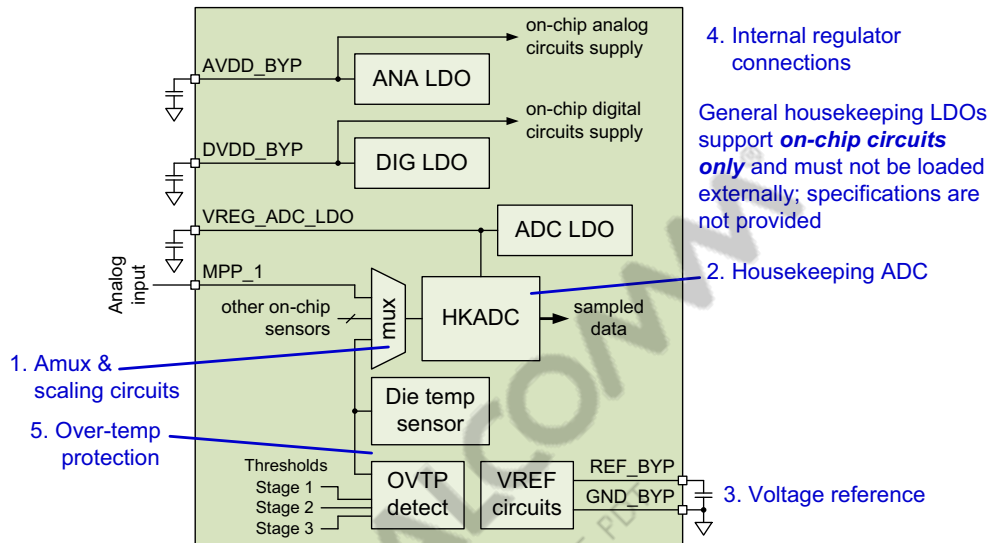 on-chip analog
circuits supply
AVDD_BYP
ANA LDO
on-chip digital
circuits supply
DVDD_BYP
DIG LDO
VREG_ADC_LDO
ADC LDO
Analog
input
MPP_1
other on-chip
sensors
mux
HKADC
sampled
data
Die temp
sensor
Thresholds
Stage 1
Stage 2
Stage 3
OVTP
detect
VREF
circuits
REF_BYP
GND_BYP
1. Amux &
scaling circuits
5. Over-temp
protection
4. Internal regulator
connections
General housekeeping LDOs
support on-chip circuits
only and must not be loaded
externally; specifications are
not provided
2. Housekeeping ADC
3. Voltage reference
ALCOMM®
PDT